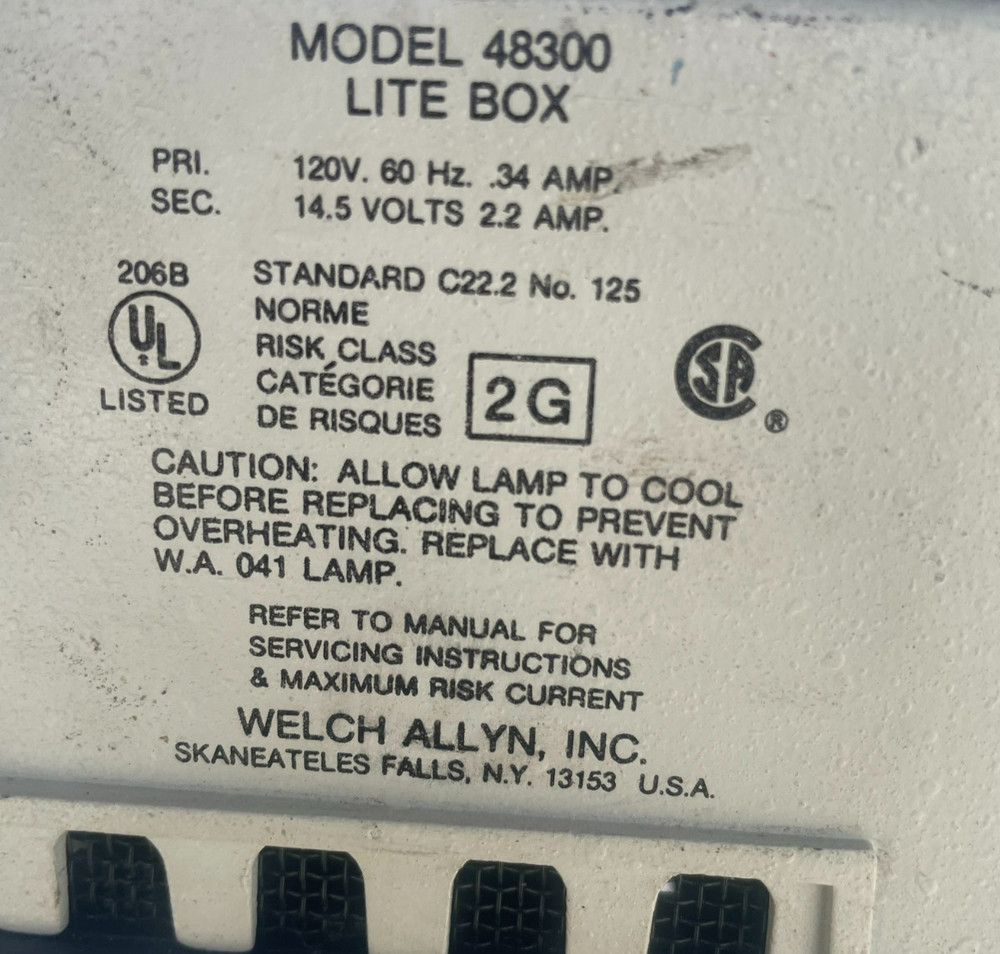 MODEL 48300
LITE BOX
PRI. 120V. 60 Hz. .34 AMP.
SEC. 14.5 VOLTS 2.2 AMP.
206B
UL
LISTED
STANDARD C22.2 No. 125
NORME
RISK CLASS
CATÉGORIE
DE RISQUES
2G
CSA ®
CAUTION: ALLOW LAMP TO COOL
BEFORE REPLACING TO PREVENT
OVERHEATING. REPLACE WITH
W.A. 041 LAMP.
REFER TO MANUAL FOR
SERVICING INSTRUCTIONS
& MAXIMUM RISK CURRENT
WELCH ALLYN, INC.
SKANEATELES FALLS, N.Y. 13153 U.S.A.